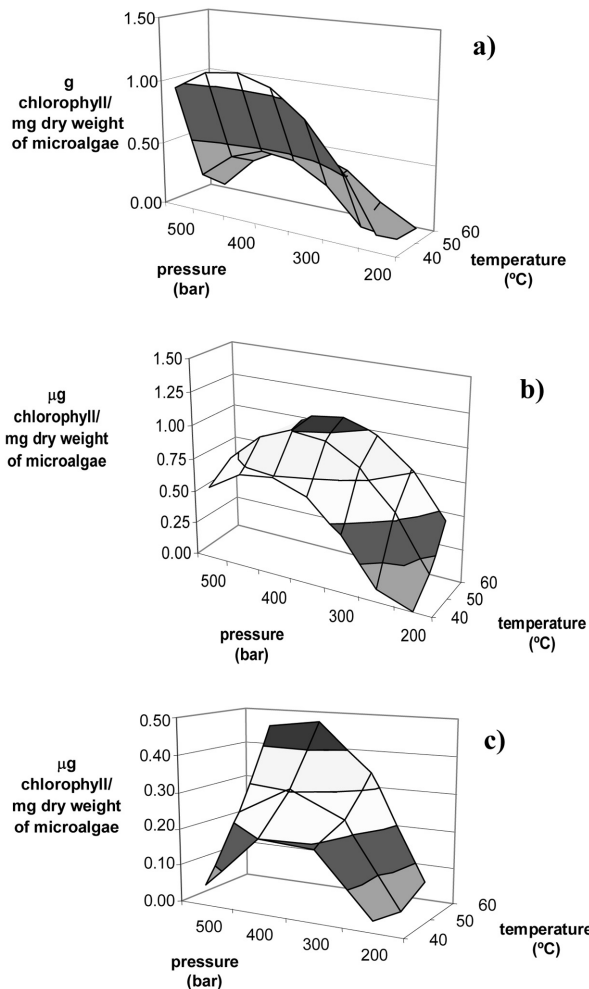 1.50
a)
g
chlorophyll/
mg dry weight
of microalgae
1.00
0.50
0.00
500
400
300
200
40
50
60
pressure
(bar)
temperature
(ºC)
1.50
b)
1.25
μg
chlorophyll/
mg dry weight
of microalgae
1.00
0.75
0.50
0.25
0.00
500
400
300
200
40
50
60
pressure
(bar)
temperature
(ºC)
0.50
c)
0.40
μg
chlorophyll/
mg dry weight
of microalgae
0.30
0.20
0.10
0.00
500
400
300
200
40
50
60
pressure
(bar)
temperature
(ºC)